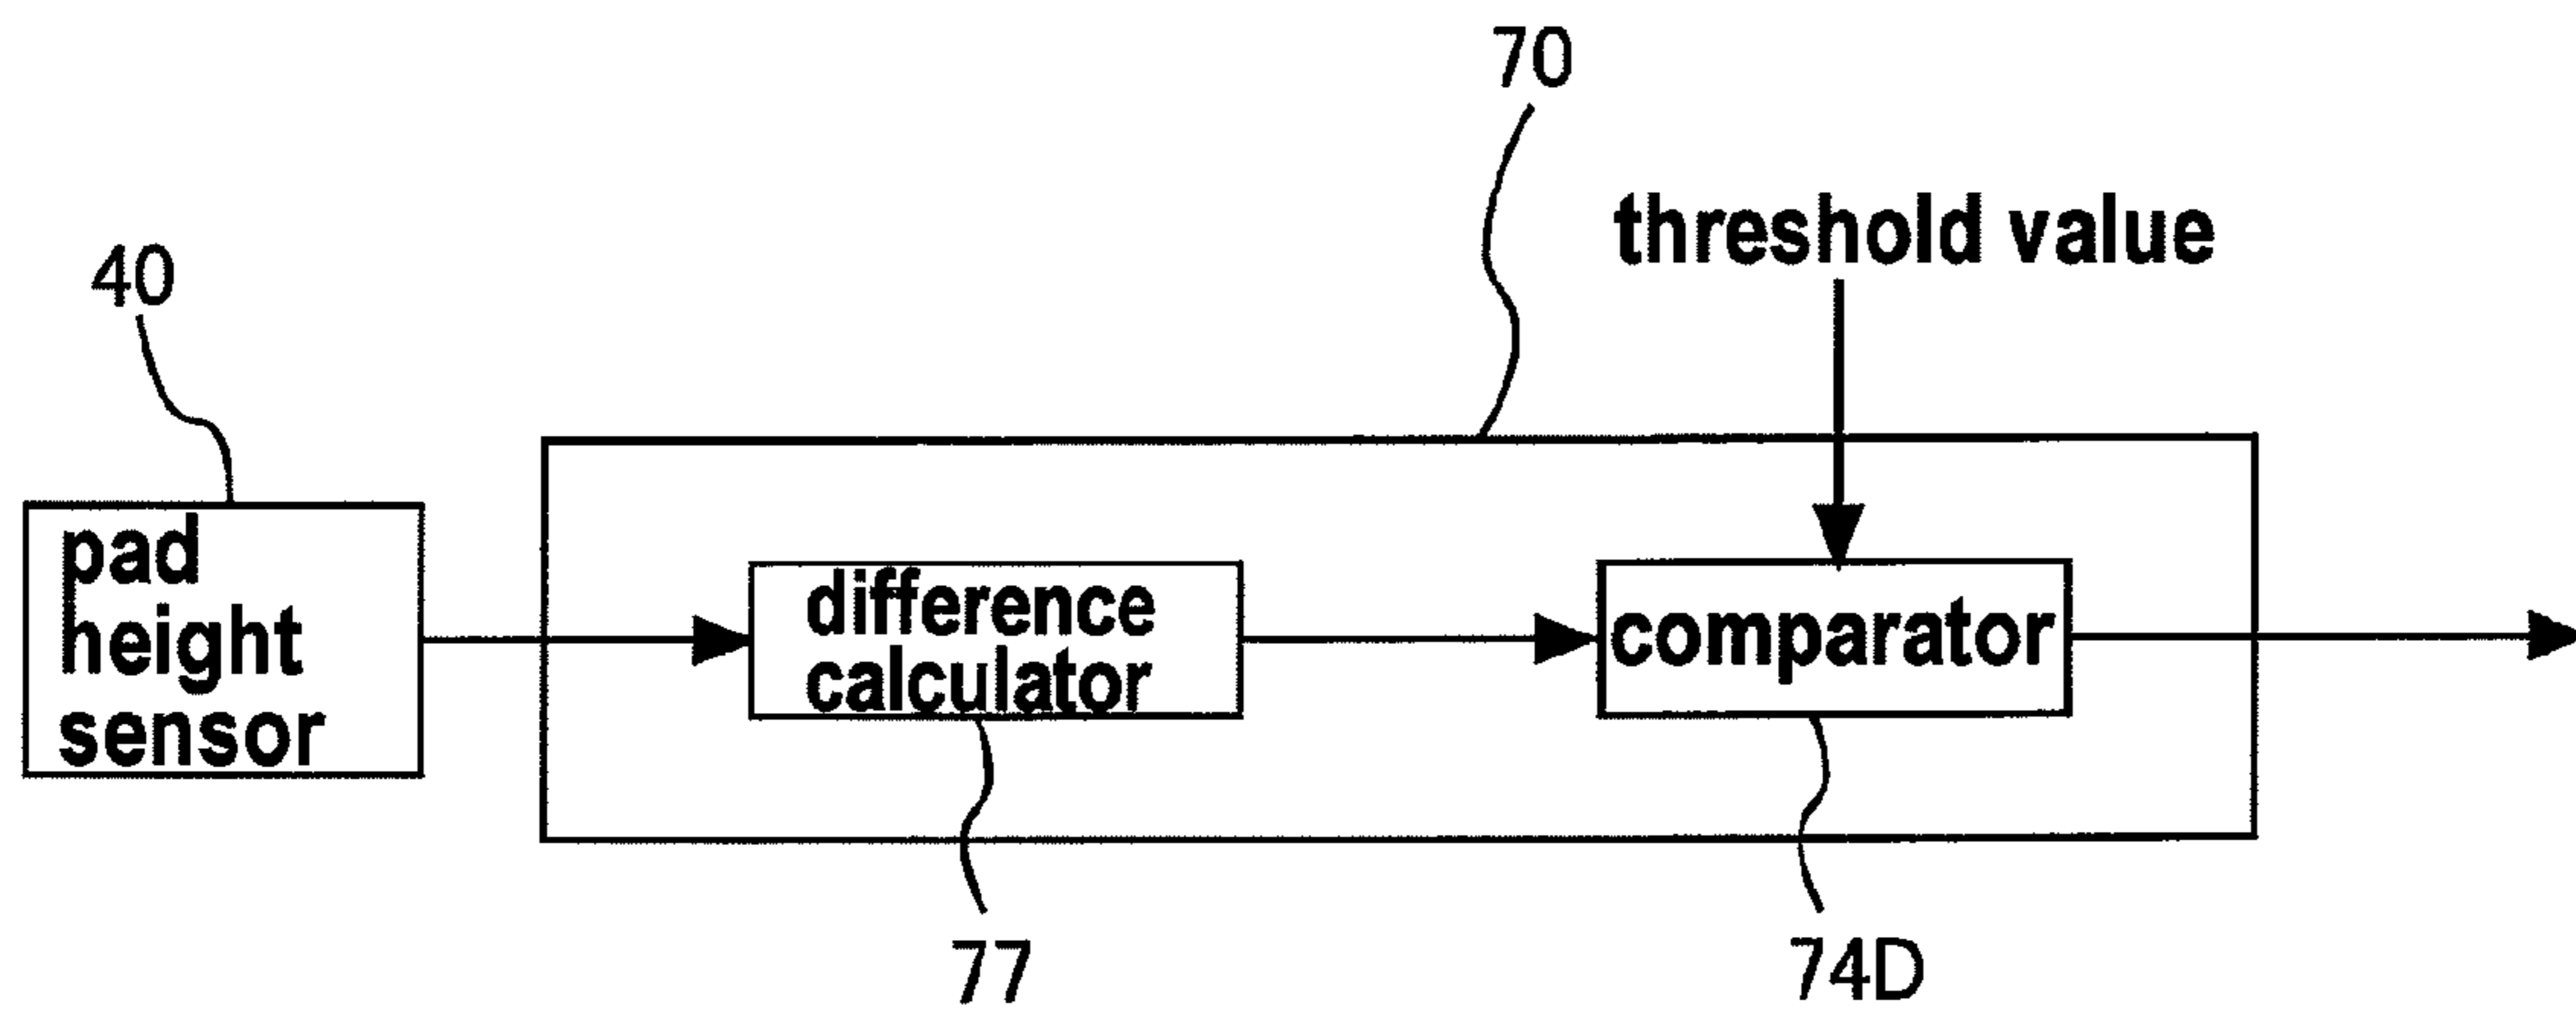 70
threshold value
40
pad
height
sensor
difference
calculator
comparator
77
74D